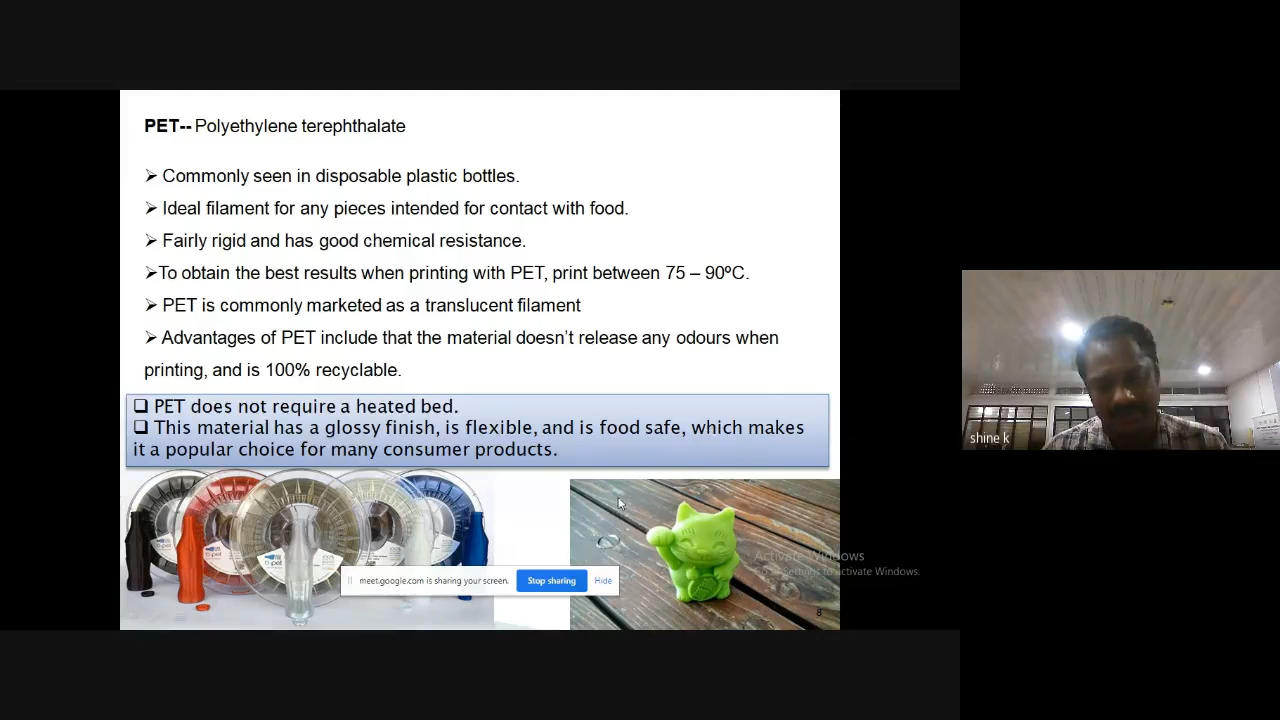 PET-- Polyethylene terephthalate
➢ Commonly seen in disposable plastic bottles.
➢ Ideal filament for any pieces intended for contact with food.
➢ Fairly rigid and has good chemical resistance.
➢To obtain the best results when printing with PET, print between 75 – 90ºC.
➢ PET is commonly marketed as a translucent filament
➢ Advantages of PET include that the material doesn’t release any odours when
printing, and is 100% recyclable.
❑ PET does not require a heated bed.
❑ This material has a glossy finish, is flexible, and is food safe, which makes
it a popular choice for many consumer products.
shine k
Activate Windows
Go to Settings to activate Windows.
meet.google.com is sharing your screen.
Stop sharing
Hide
8